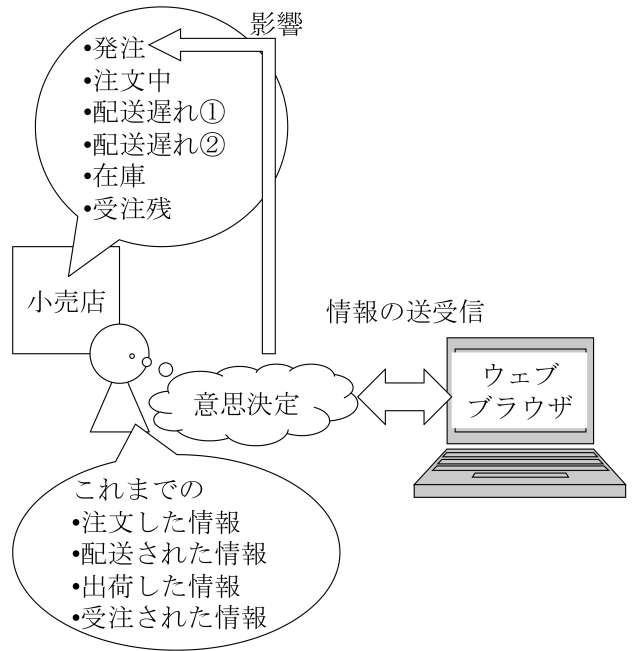 影響
•発注
•注文中
•配送遅れ①
•配送遅れ②
•在庫
•受注残
小売店
情報の送受信
意思決定
ウェブ
ブラウザ
これまでの
•注文した情報
•配送された情報
•出荷した情報
•受注された情報